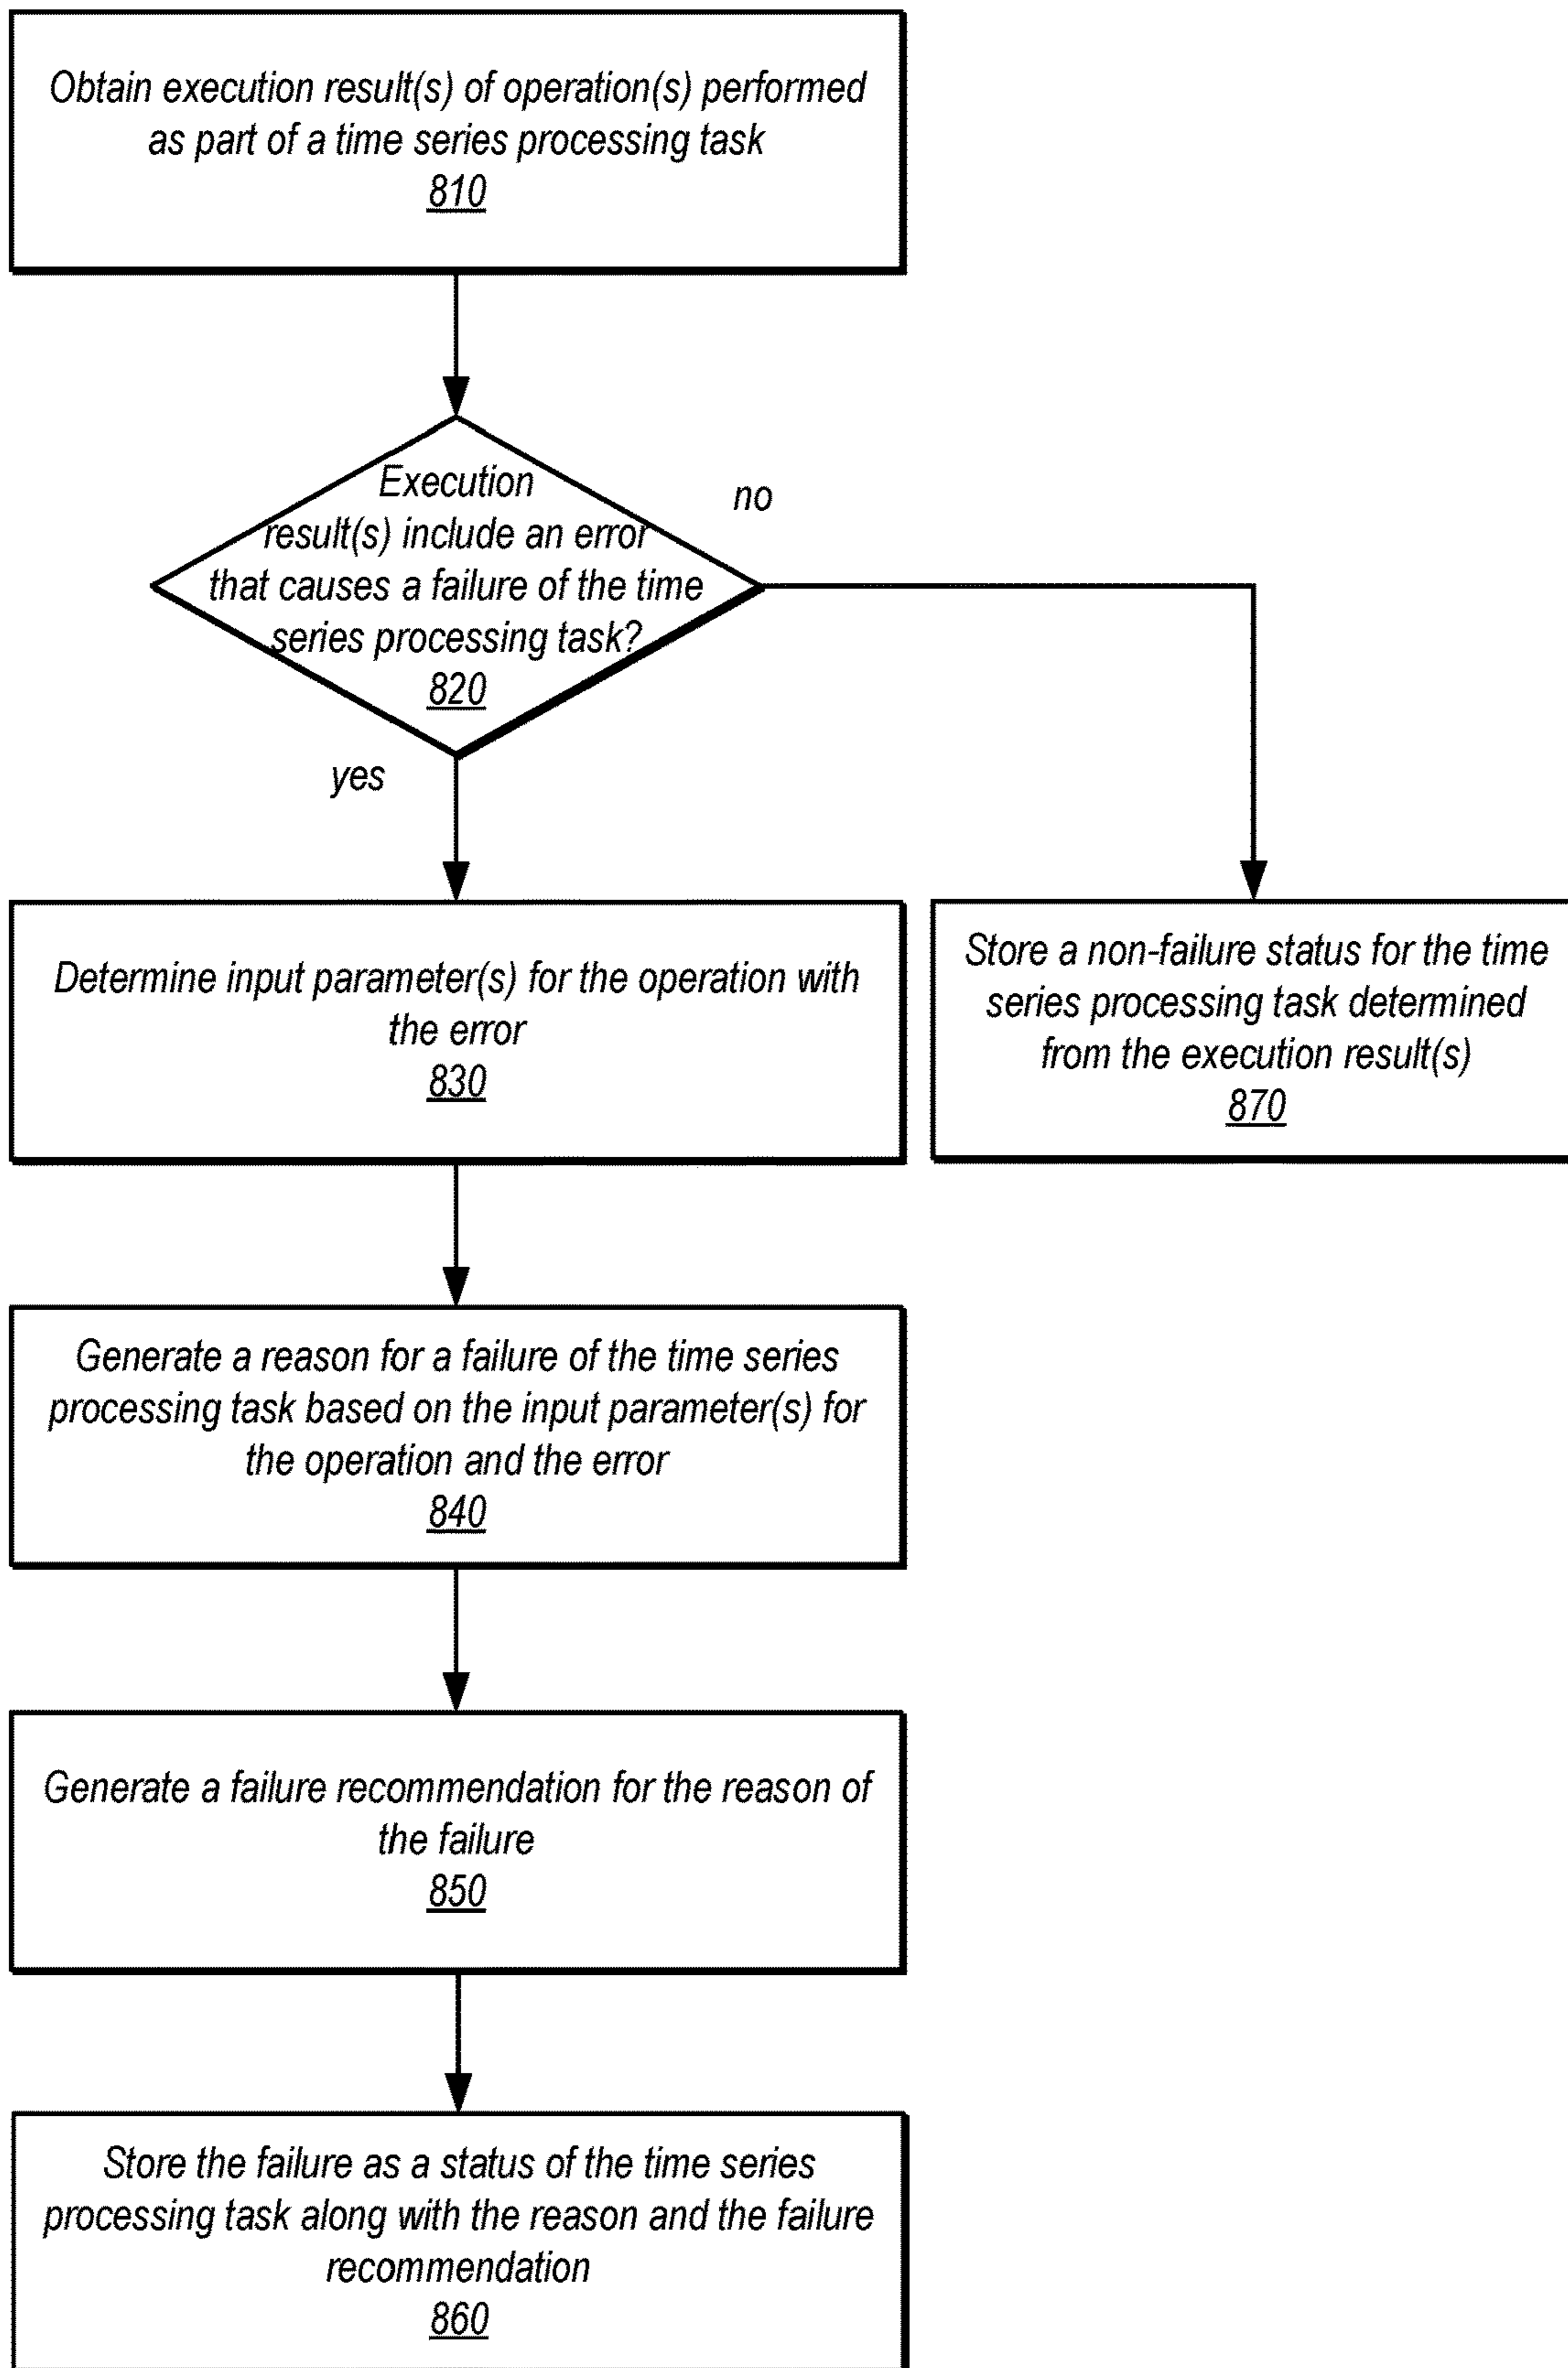 Obtain execution result(s) of operation(s) performed
as part of a time series processing task
810
Execution
result(s) include an error
that causes a failure of the time
series processing task?
820
no
yes
Determine input parameter(s) for the operation with
the error
830
Store a non-failure status for the time
series processing task determined
from the execution result(s)
870
Generate a reason for a failure of the time series
processing task based on the input parameter(s) for
the operation and the error
840
Generate a failure recommendation for the reason of
the failure
850
Store the failure as a status of the time series
processing task along with the reason and the failure
recommendation
860